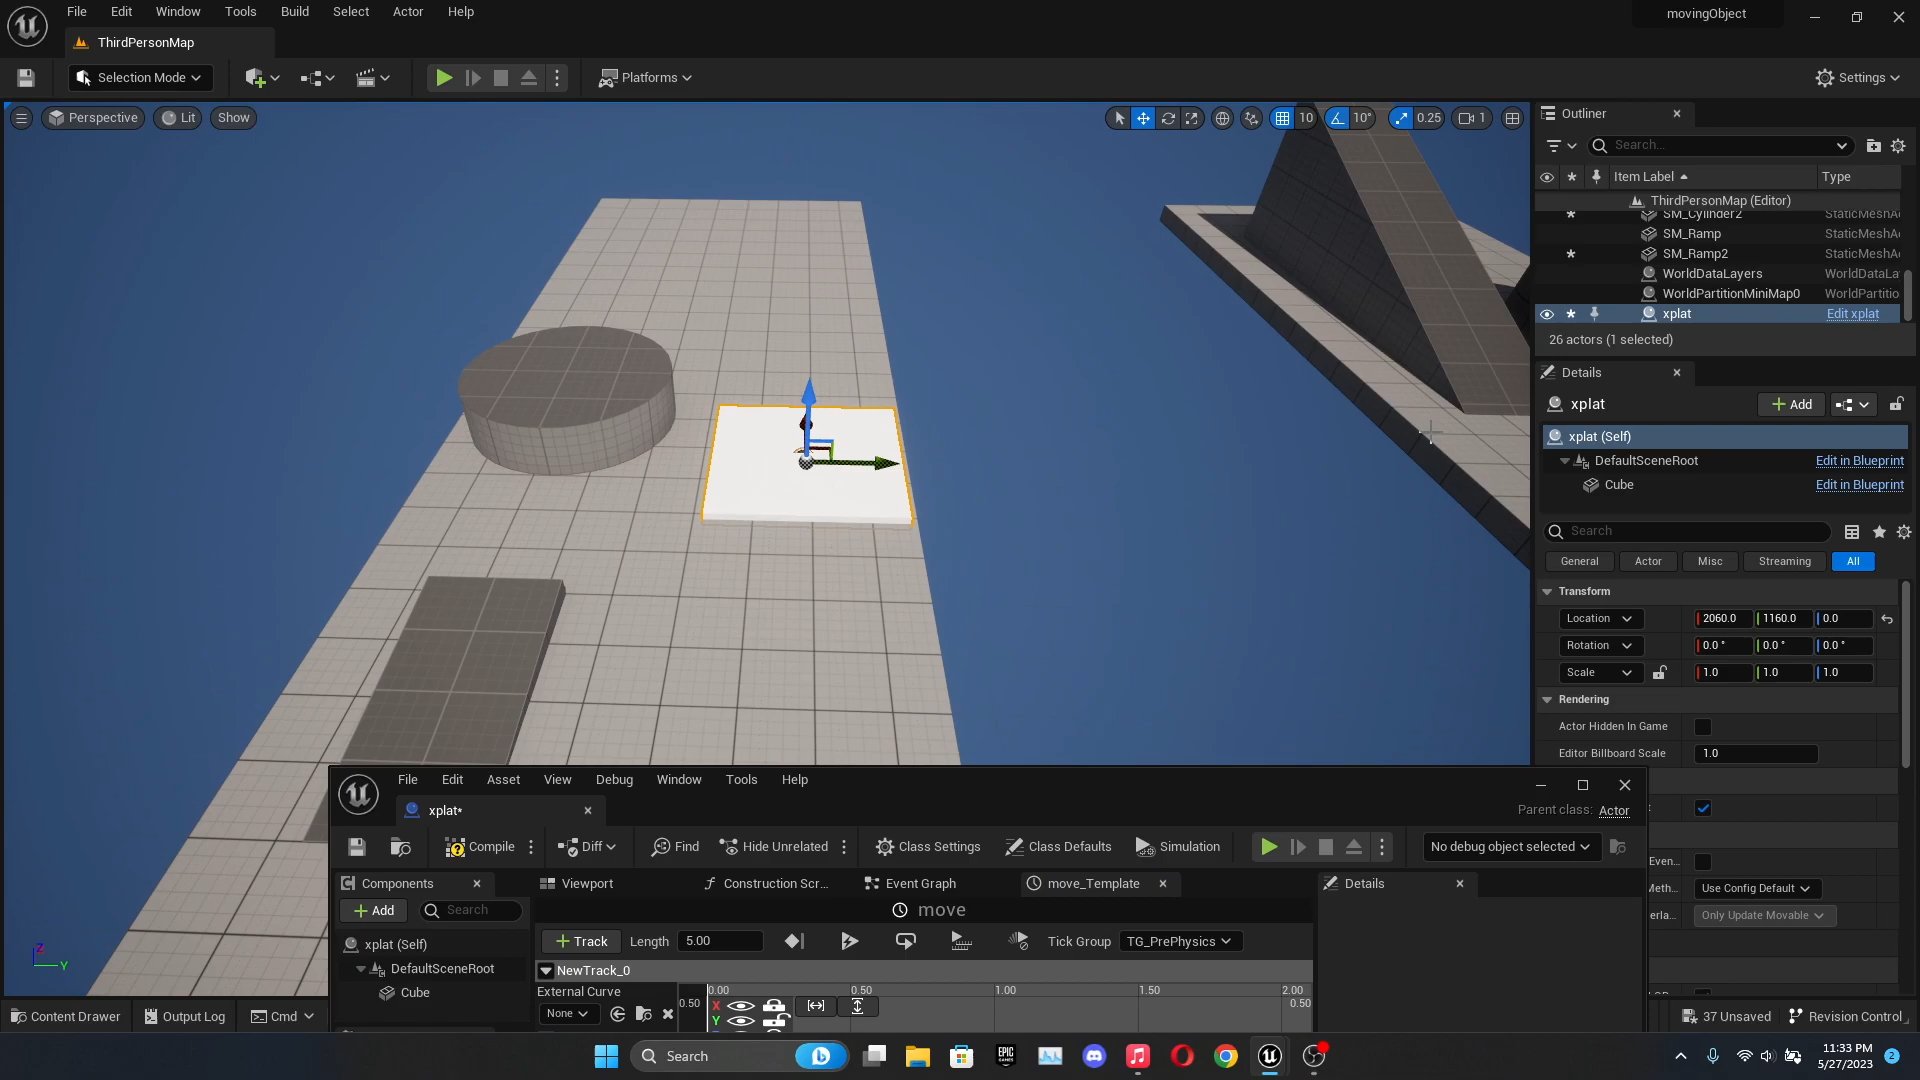 File Edit Window Tools Build Select Actor Help
movingObject
ThirdPersonMap
Selection Mode
Platforms
Settings
Perspective Lit Show
10 10° 0.25 1
Outliner
Search...
Item Label Type
ThirdPersonMap (Editor)
SM_Cylinder2 StaticMeshA
SM_Ramp StaticMeshA
SM_Ramp2 StaticMeshA
WorldDataLayers WorldDataLa
WorldPartitionMiniMap0 WorldPartitio
xplat Edit xplat
26 actors (1 selected)
Details
xplat Add
xplat (Self)
DefaultSceneRoot Edit in Blueprint
Cube Edit in Blueprint
Search
General Actor Misc Streaming All
Transform
Location 2060.0 1160.0 0.0
Rotation 0.0 ° 0.0 ° 0.0 °
Scale 1.0 1.0 1.0
Rendering
Actor Hidden In Game
Editor Billboard Scale 1.0
Even...
Meth... Use Config Default
erla... Only Update Movable
File Edit Asset View Debug Window Tools Help
xplat*
Parent class: Actor
Compile Diff Find Hide Unrelated Class Settings Class Defaults Simulation No debug object selected
Components Viewport Construction Scr... Event Graph move_Template Details
Add Search
move
Track Length 5.00 Tick Group TG_PrePhysics
xplat (Self)
DefaultSceneRoot
Cube
NewTrack_0
External Curve
None
0.00 0.50 1.00 1.50 2.00
0.50 X 0.50
Y
Z
Y
Content Drawer Output Log Cmd
37 Unsaved Revision Control
Search
EPIC GAMES
11:33 PM
5/27/2023
2